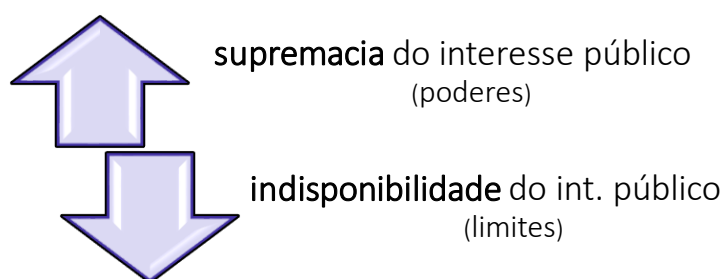 supremacia do interesse público
(poderes)
indisponibilidade do int. público
(limites)